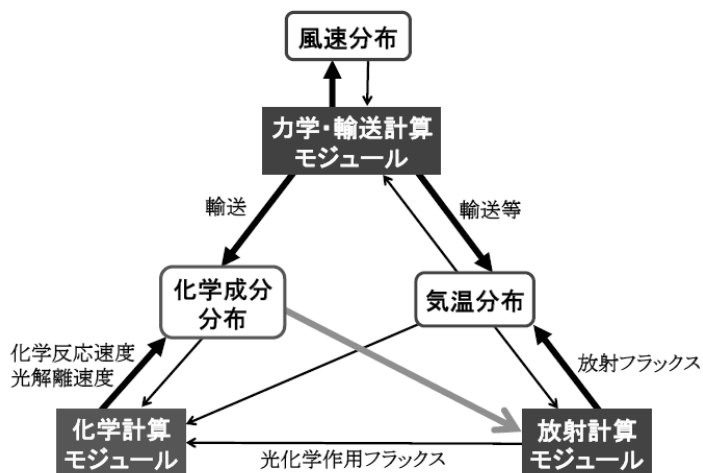 風速分布
力学・輸送計算
モジュール
輸送
輸送等
化学成分
分布
気温分布
化学反応速度
光解離速度
放射フラックス
化学計算
モジュール
光化学作用フラックス
放射計算
モジュール